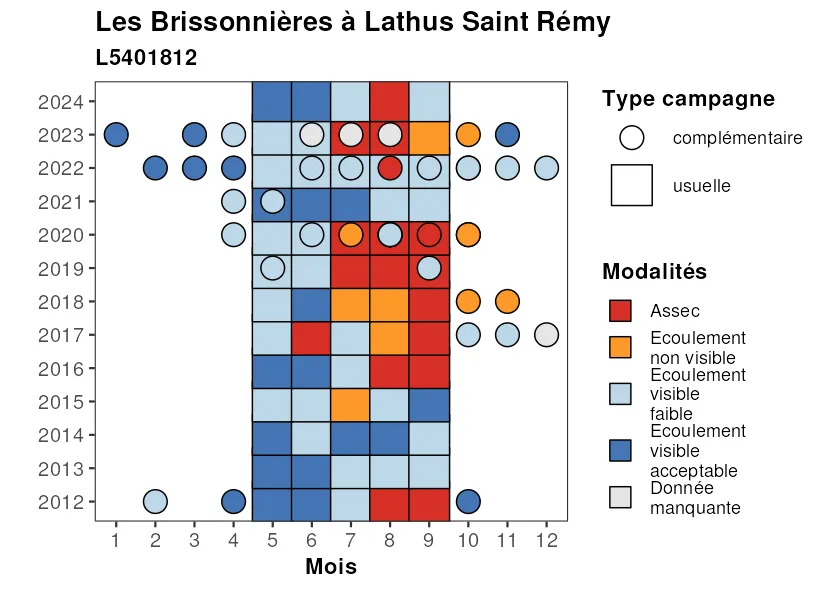 Les Brissonnières à Lathus Saint Rémy
L5401812
2024
2023
2022
2021
2020
2019
2018
2017
2016
2015
2014
2013
2012
1 2 3 4 5 6 7 8 9 10 11 12
Mois
Type campagne
complémentaire
usuelle
Modalités
Assec
Ecoulement
non visible
Ecoulement
visible
faible
Ecoulement
visible
acceptable
Donnée
manquante